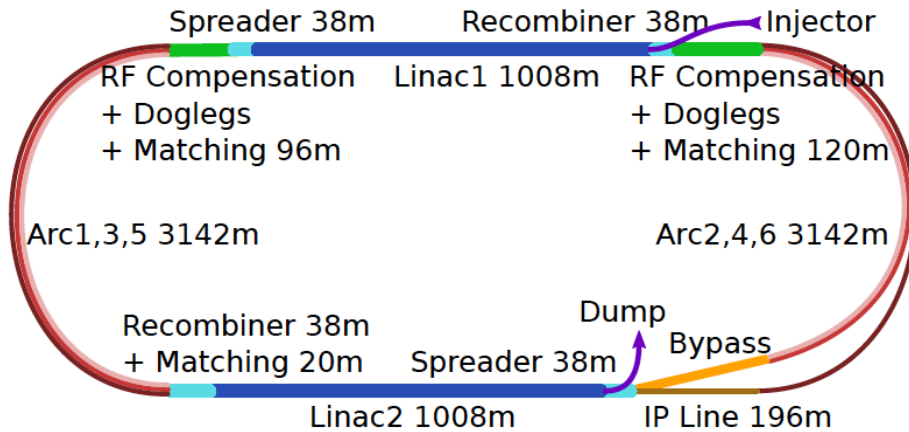 Spreader 38m
Recombiner 38m
Injector
Linac1 1008m
RF Compensation
+ Doglegs
+ Matching 96m
RF Compensation
+ Doglegs
+ Matching 120m
Arc1,3,5 3142m
Arc2,4,6 3142m
Recombiner 38m
+ Matching 20m
Spreader 38m
Dump
Bypass
Linac2 1008m
IP Line 196m